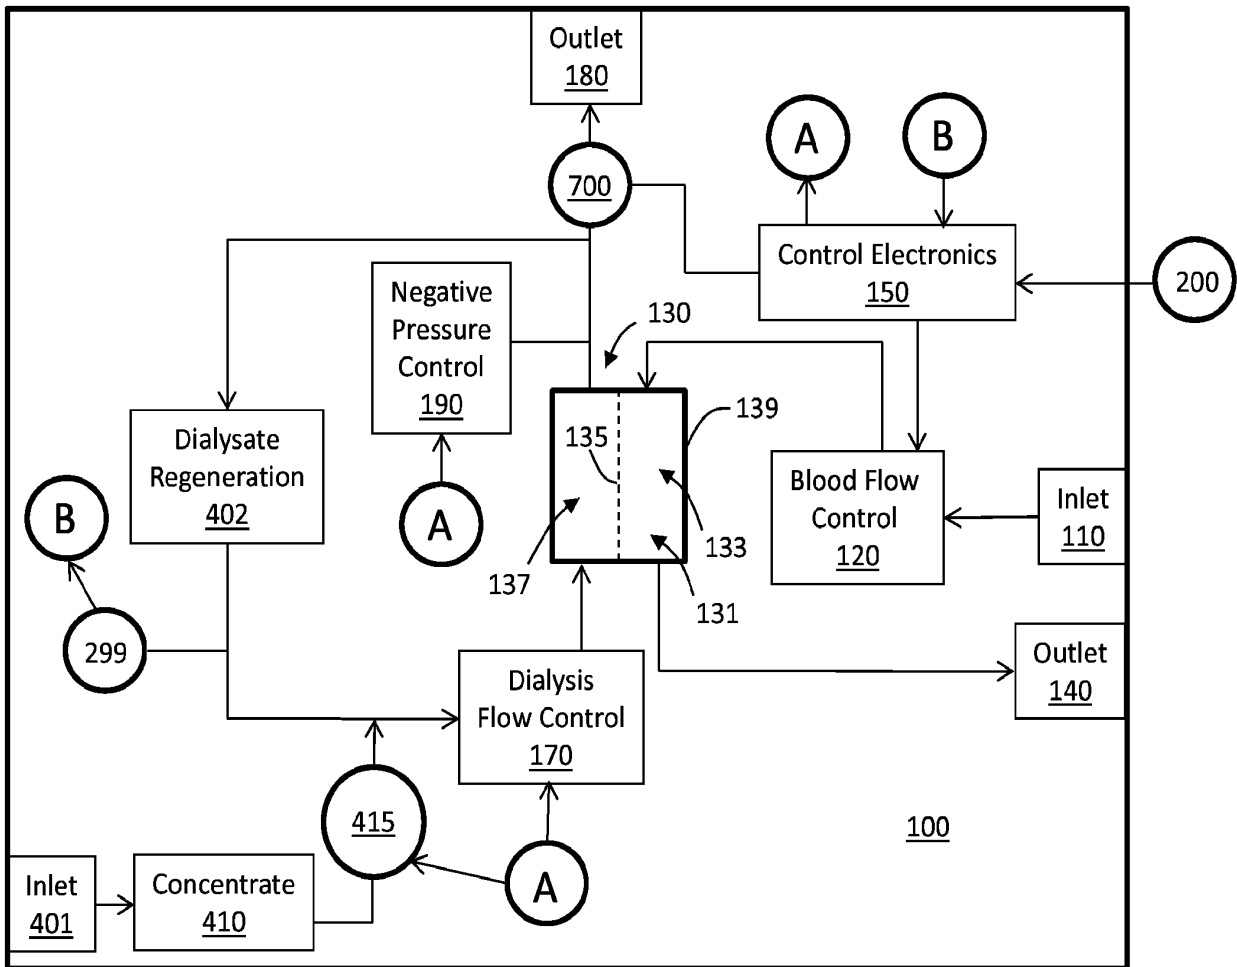 Outlet
180
A
B
700
Control Electronics
150
200
Negative
Pressure
Control
190
130
139
Dialysate
Regeneration
402
135
Blood Flow
Control
120
Inlet
110
B
A
137
133
131
299
Outlet
140
Dialysis
Flow Control
170
415
100
Inlet
401
Concentrate
410
A